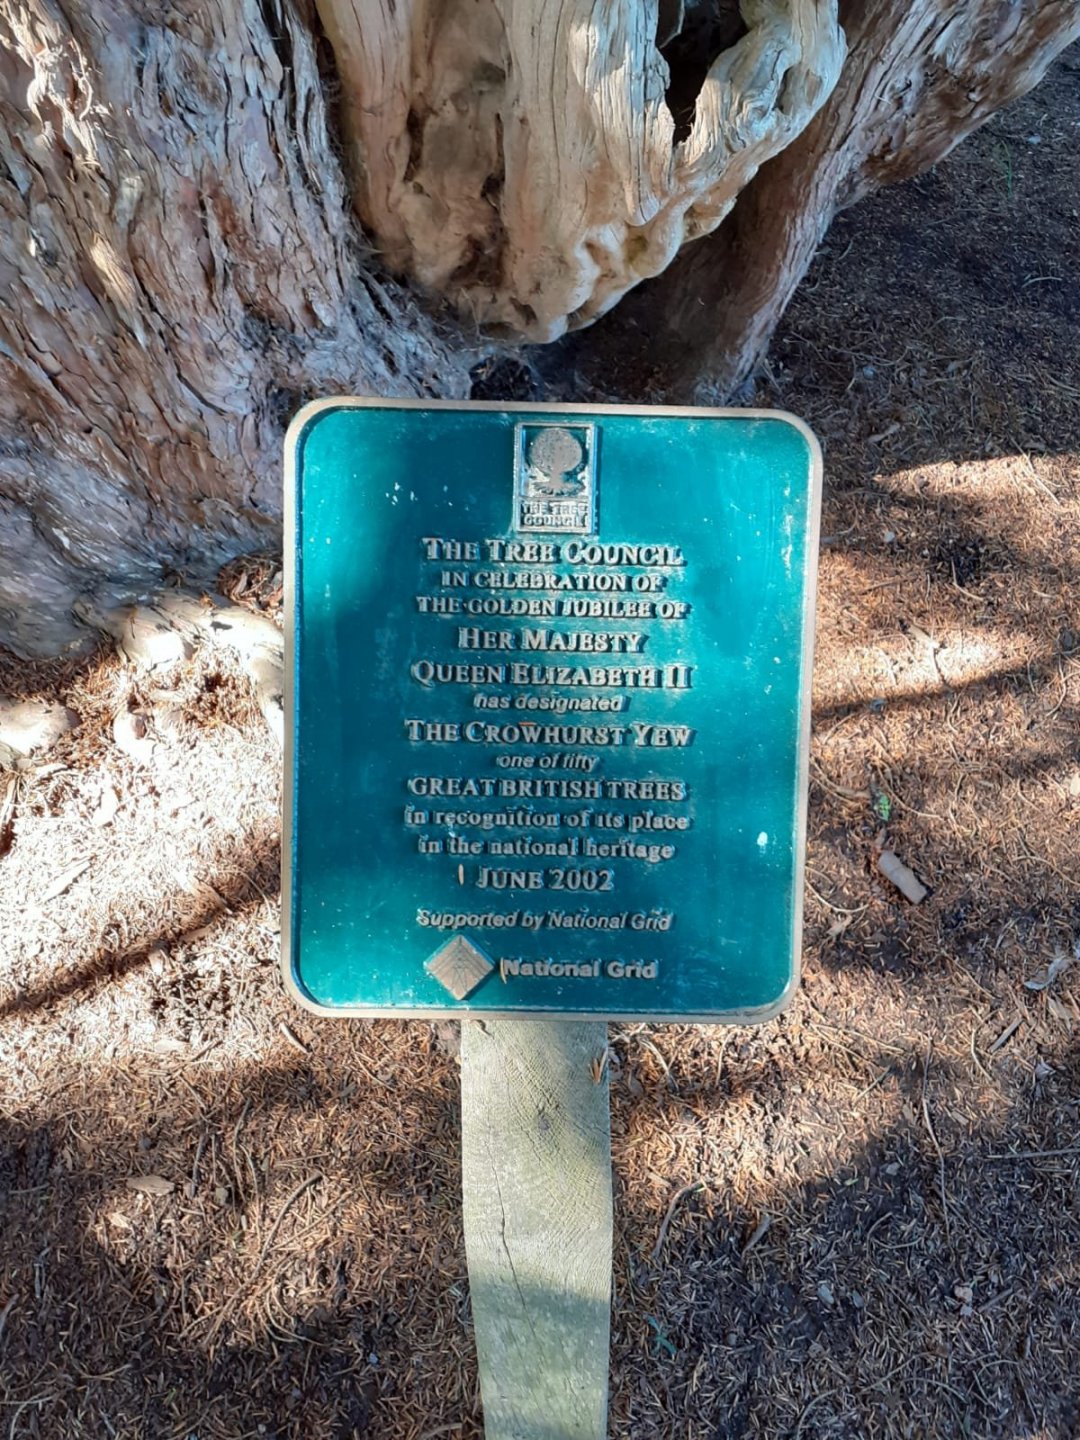 THE TREE
COUNCIL
THE TREE COUNCIL
IN CELEBRATION OF
THE GOLDEN JUBILEE OF
HER MAJESTY
QUEEN ELIZABETH II
has designated
THE CROWHURST YEW
one of fifty
GREAT BRITISH TREES
in recognition of its place
in the national heritage
JUNE 2002
Supported by National Grid
National Grid